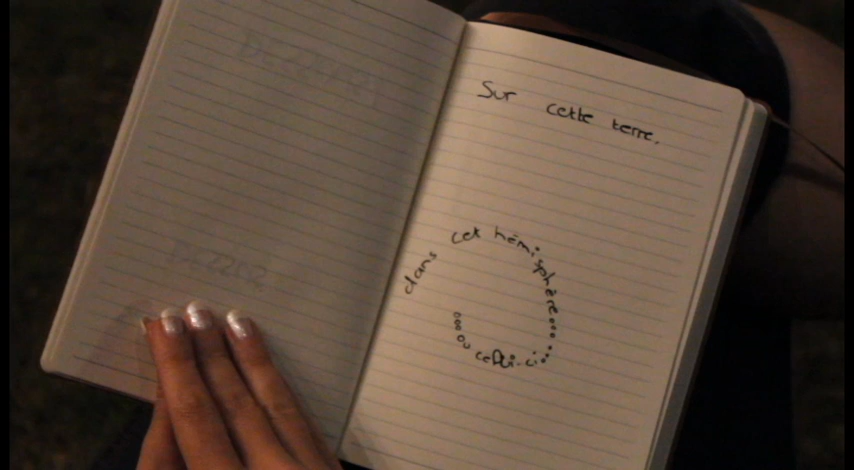 Sur cette terre,
dans cet hémisphère...
...ou celui-ci...